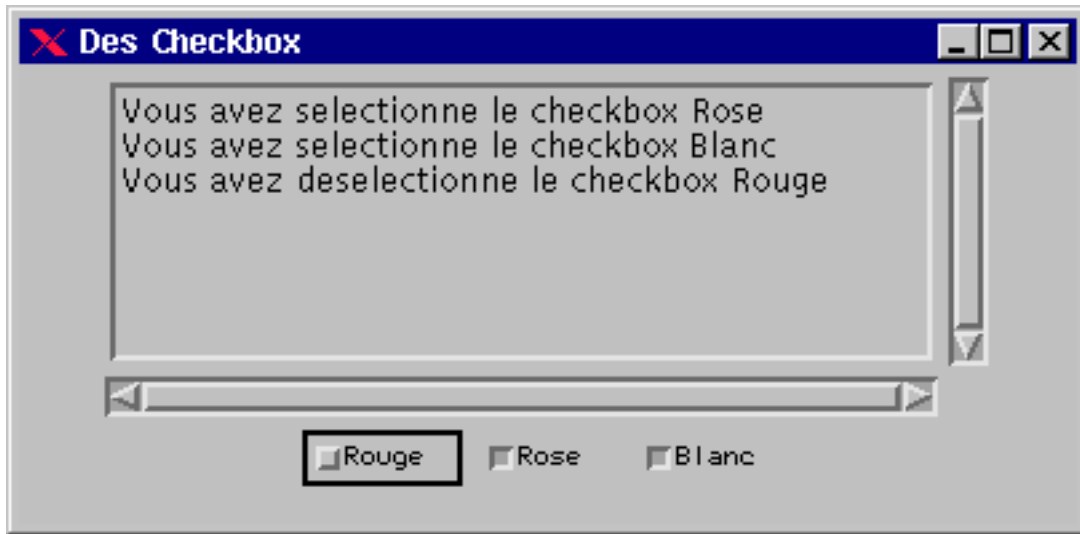 Des Checkbox
Vous avez selectionne le checkbox Rose
Vous avez selectionne le checkbox Blanc
Vous avez deselectionne le checkbox Rouge
Rouge Rose Blanc